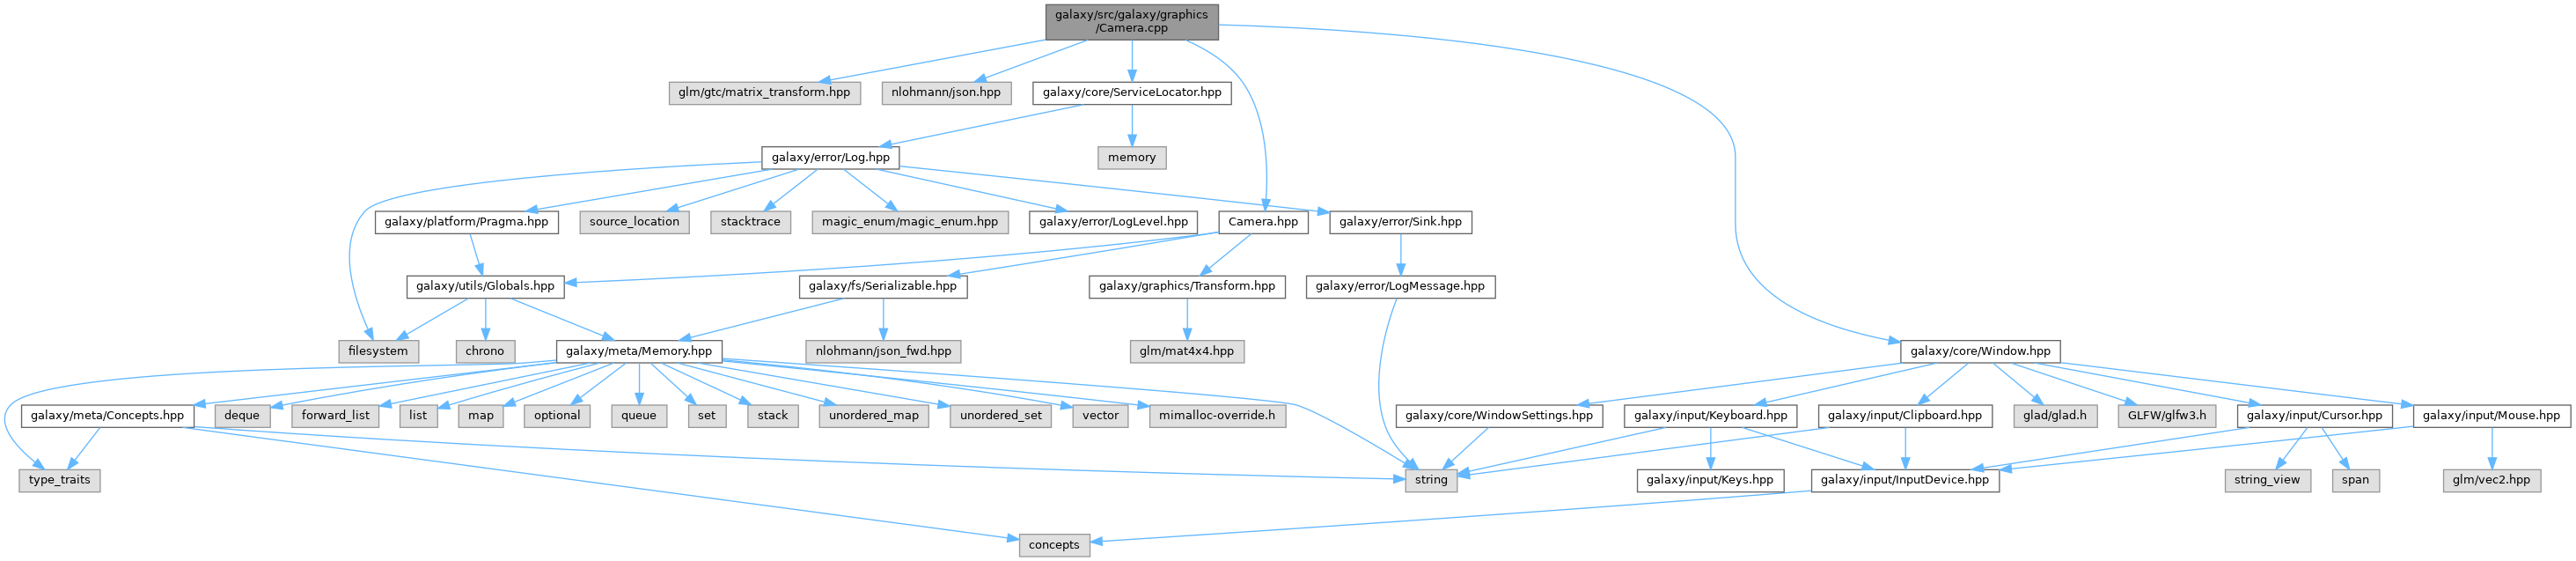 galaxy/src/galaxy/graphics
/Camera.cpp
glm/gtc/matrix_transform.hpp
nlohmann/json.hpp
galaxy/core/ServiceLocator.hpp
galaxy/error/Log.hpp
memory
galaxy/platform/Pragma.hpp
source_location
stacktrace
magic_enum/magic_enum.hpp
galaxy/error/LogLevel.hpp
Camera.hpp
galaxy/error/Sink.hpp
galaxy/utils/Globals.hpp
galaxy/fs/Serializable.hpp
galaxy/graphics/Transform.hpp
galaxy/error/LogMessage.hpp
filesystem
chrono
galaxy/meta/Memory.hpp
nlohmann/json_fwd.hpp
glm/mat4x4.hpp
galaxy/core/Window.hpp
galaxy/meta/Concepts.hpp
deque
forward_list
list
map
optional
queue
set
stack
unordered_map
unordered_set
vector
mimalloc-override.h
galaxy/core/WindowSettings.hpp
galaxy/input/Keyboard.hpp
galaxy/input/Clipboard.hpp
glad/glad.h
GLFW/glfw3.h
galaxy/input/Cursor.hpp
galaxy/input/Mouse.hpp
type_traits
string
galaxy/input/Keys.hpp
galaxy/input/InputDevice.hpp
string_view
span
glm/vec2.hpp
concepts